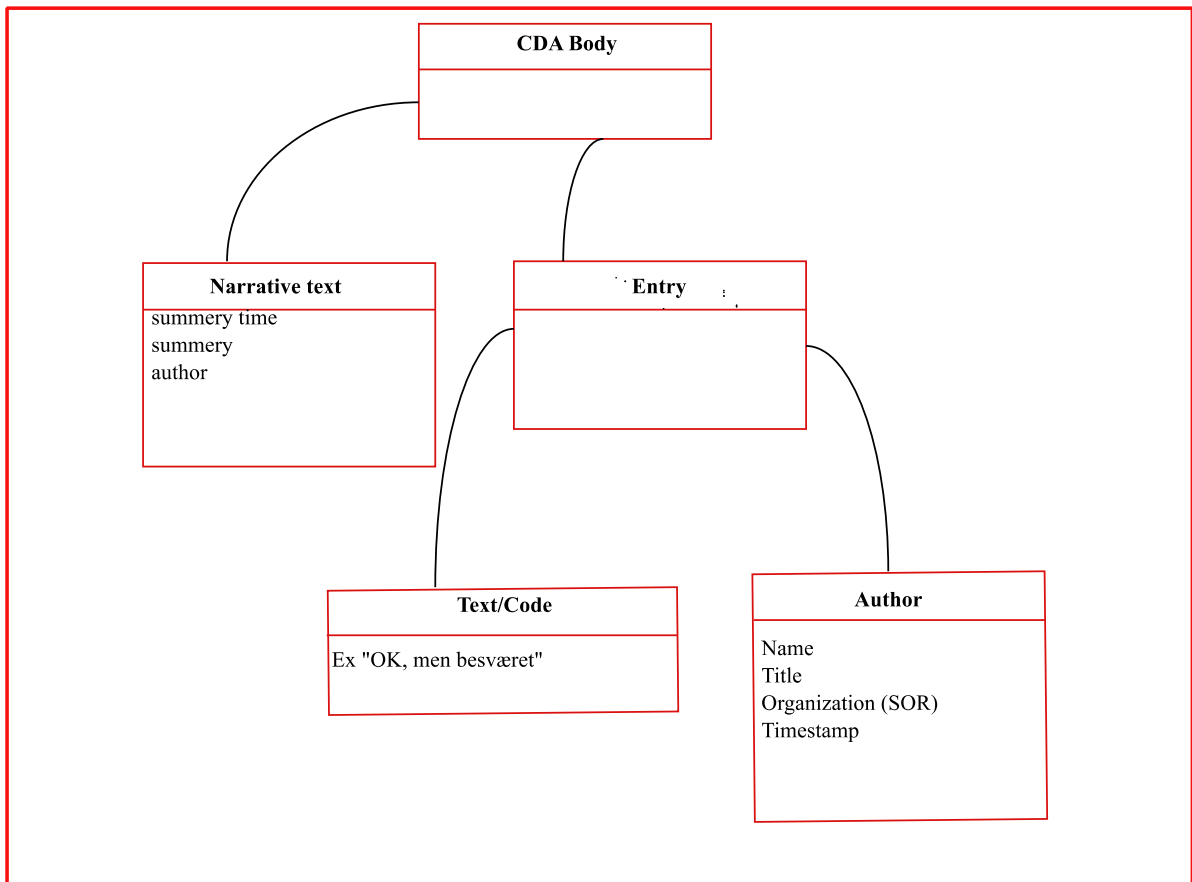 CDA Body
Narrative text
summery time
summery
author
Entry
Text/Code
Ex "OK, men besværet"
Author
Name
Title
Organization (SOR)
Timestamp